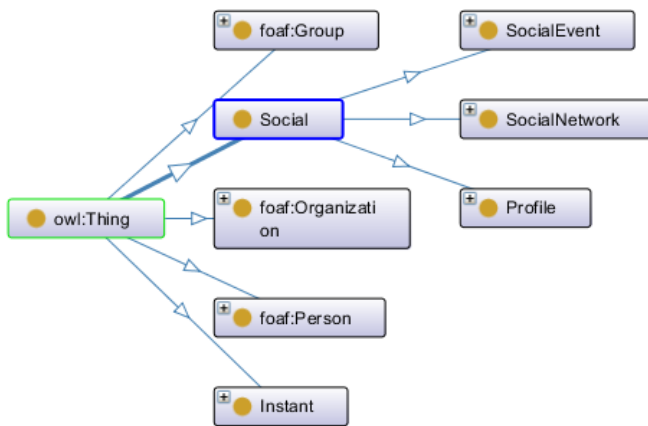 foaf:Group
SocialEvent
Social
SocialNetwork
owl:Thing
foaf:Organizati
on
Profile
foaf:Person
Instant